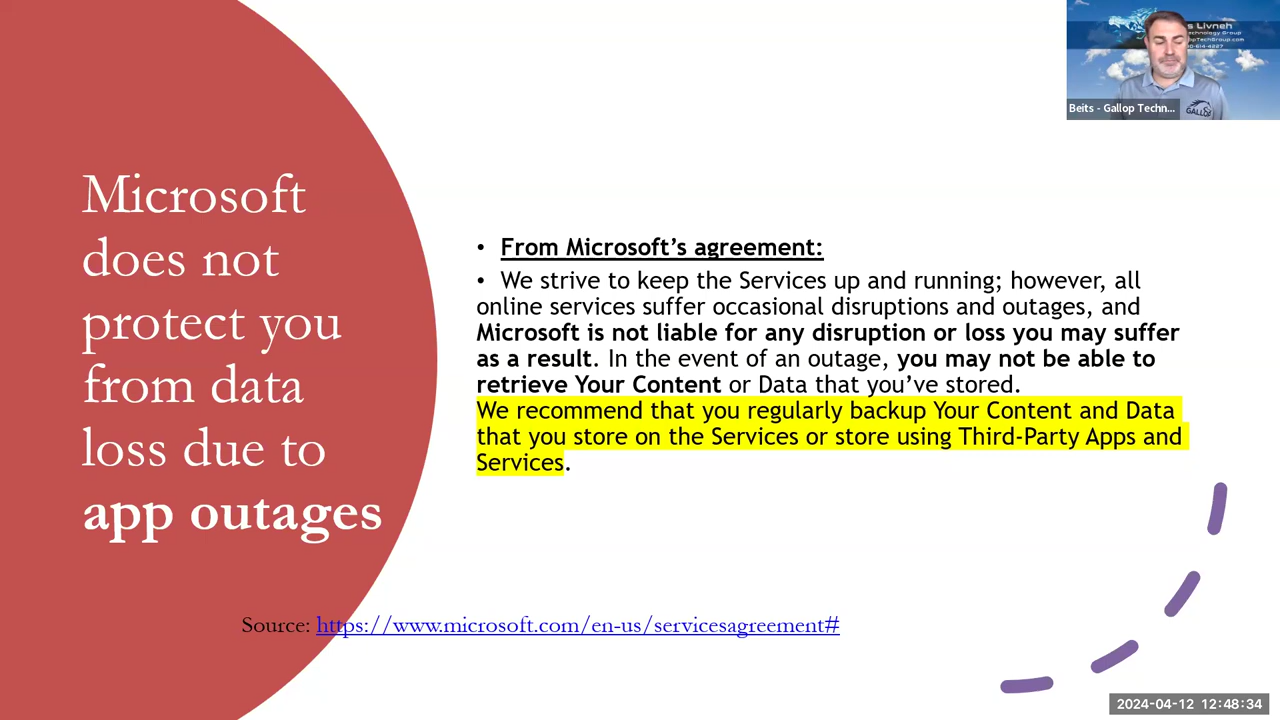 Microsoft
does not
protect you
from data
loss due to
app outages
• From Microsoft’s agreement:
• We strive to keep the Services up and running; however, all
online services suffer occasional disruptions and outages, and
Microsoft is not liable for any disruption or loss you may suffer
as a result. In the event of an outage, you may not be able to
retrieve Your Content or Data that you’ve stored.
We recommend that you regularly backup Your Content and Data
that you store on the Services or store using Third-Party Apps and
Services.
Source: https://www.microsoft.com/en-us/servicesagreement#
Livneh
Technology Group
Beits - Gallop Techn...
GALLOP
2024-04-12 12:48:34